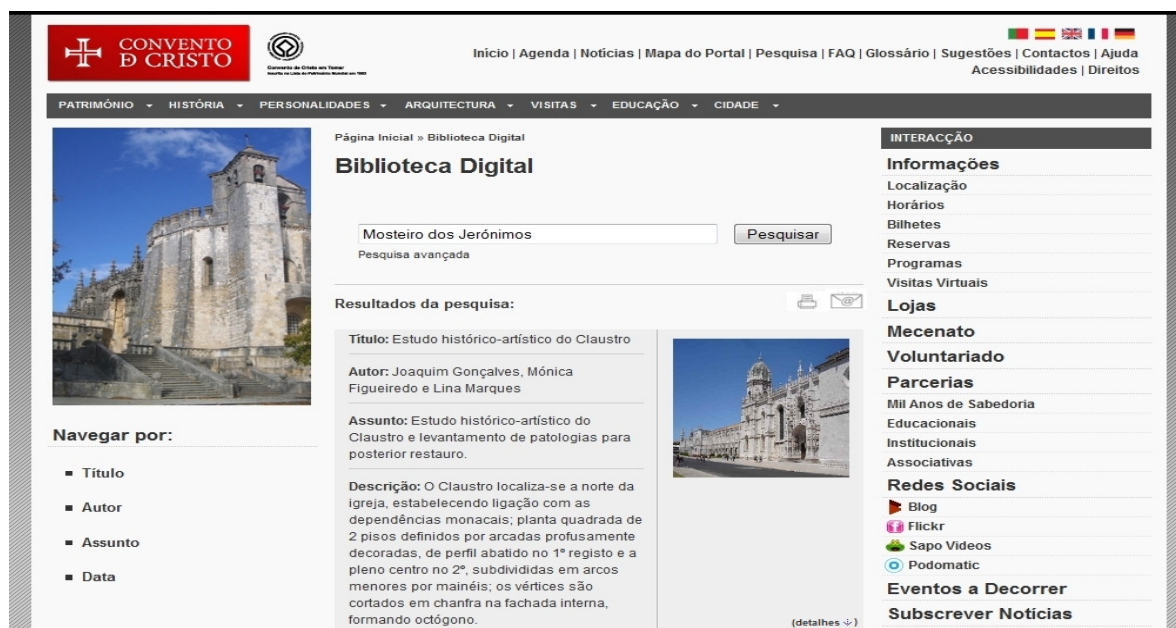 CONVENTO
D CRISTO
Convento de Cristo em Tomar
Início | Agenda | Notícias | Mapa do Portal | Pesquisa | FAQ | Glossário | Sugestões | Contactos | Ajuda
Acessibilidades | Direitos
PATRIMÓNIO HISTÓRIA PERSONALIDADES ARQUITECTURA VISITAS EDUCAÇÃO CIDADE
Página Inicial » Biblioteca Digital
Biblioteca Digital
Mosteiro dos Jerónimos Pesquisar
Pesquisa avançada
Resultados da pesquisa:
Título: Estudo histórico-artístico do Claustro
Autor: Joaquim Gonçalves, Mónica
Figueiredo e Lina Marques
Assunto: Estudo histórico-artístico do
Claustro e levantamento de patologias para
posterior restauro.
Descrição: O Claustro localiza-se a norte da
igreja, estabelecendo ligação com as
dependências monacais; planta quadrada de
2 pisos definidos por arcadas profusamente
decoradas, de perfil abatido no 1º registo e a
pleno centro no 2º, subdivididas em arcos
menores por mainéis; os vértices são
cortados em chanfra na fachada interna,
formando octógono.
(detalhes)
Navegar por:
Título
Autor
Assunto
Data
INTERACÇÃO
Informações
Localização
Horários
Bilhetes
Reservas
Programas
Visitas Virtuais
Lojas
Mecenato
Voluntariado
Parcerias
Mil Anos de Sabedoria
Educacionais
Institucionais
Associativas
Redes Sociais
Blog
Flickr
Sapo Videos
Podomatic
Eventos a Decorrer
Subscrever Notícias